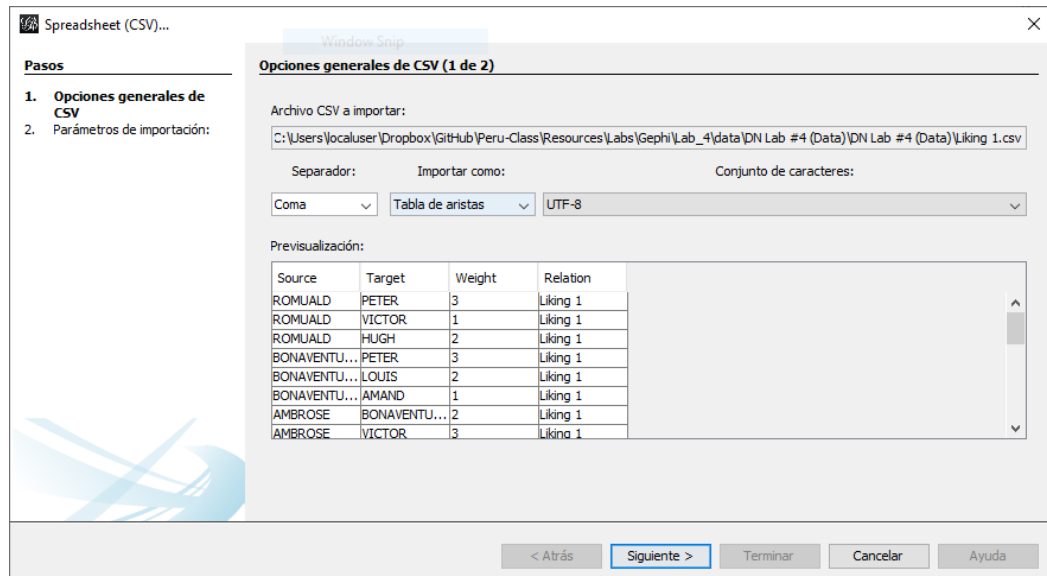 Spreadsheet (CSV)...
Window Snip
Pasos
1. Opciones generales de
CSV
2. Parámetros de importación:
Opciones generales de CSV (1 de 2)
Archivo CSV a importar:
C:\Users\localuser\Dropbox\GitHub\Peru-Class\Resources\Labs\Gephi\Lab_4\data\DN Lab #4 (Data)\DN Lab #4 (Data)\Liking 1.csv
Separador: Importar como: Conjunto de caracteres:
Coma Tabla de aristas UTF-8
Previsualización:
Source Target Weight Relation
ROMUALD PETER 3 Liking 1
ROMUALD VICTOR 1 Liking 1
ROMUALD HUGH 2 Liking 1
BONAVENTU... PETER 3 Liking 1
BONAVENTU... LOUIS 2 Liking 1
BONAVENTU... AMAND 1 Liking 1
AMBROSE BONAVENTU... 2 Liking 1
AMBROSE VICTOR 3 Liking 1
< Atrás Siguiente > Terminar Cancelar Ayuda